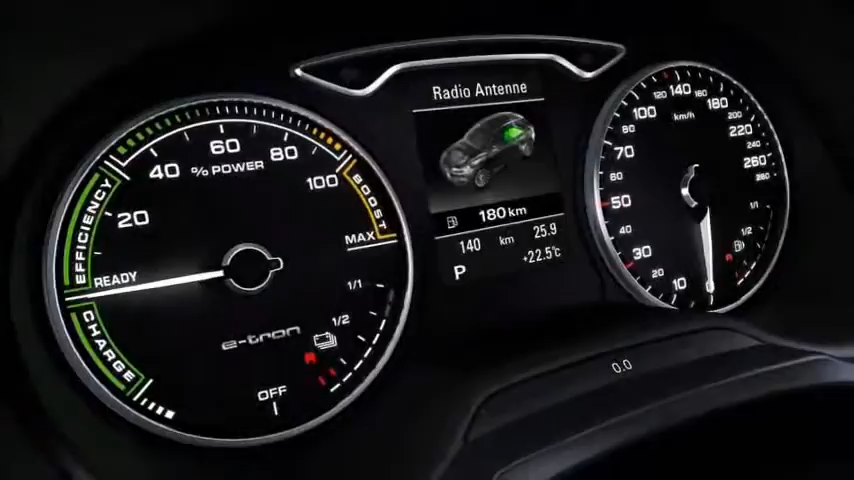 Radio Antenne
180 km
140 km 25.9
P +22.5°C
EFFICIENCY
READY
CHARGE
20
40
60
80
100
% POWER
BOOST
MAX
1/1
1/2
e-tron
OFF
10
20
30
40
50
60
70
80
100
120
140
160
180
200
220
240
260
280
km/h
1/1
1/2
0.0